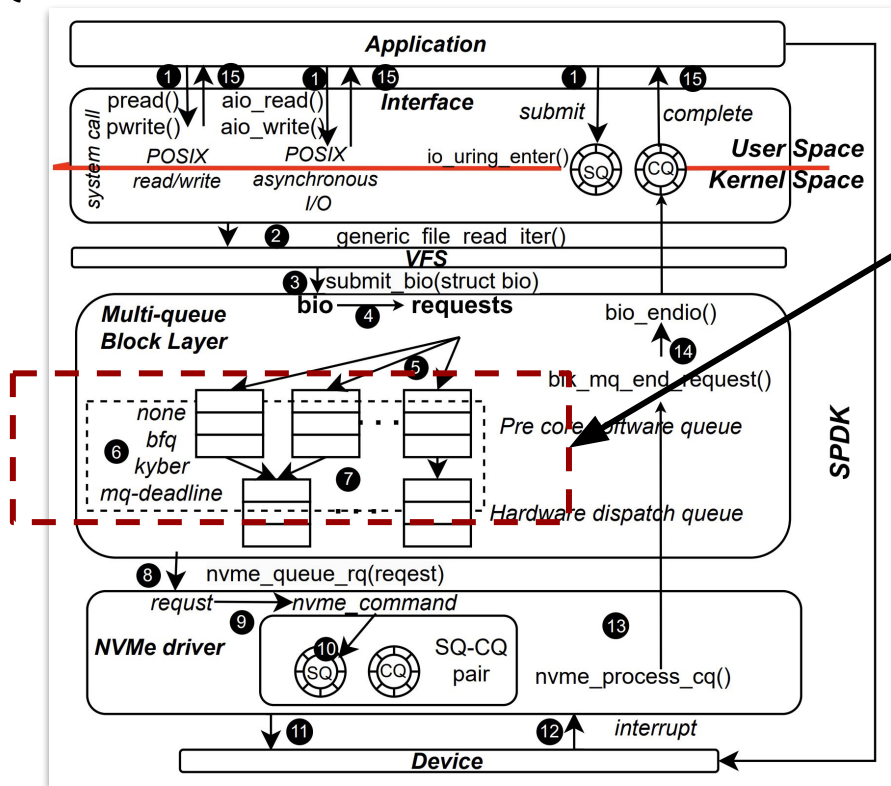 Application
1 15 1 15 1 15
pread() aio_read() Interface submit complete
pwrite() aio_write()
system call
POSIX
read/write
POSIX
asynchronous
I/O
io_uring_enter()
SQ CQ
User Space
Kernel Space
2 generic_file_read_iter()
VFS
3 submit_bio(struct bio)
bio 4 requests
Multi-queue
Block Layer
bio_endio()
14
blk_mq_end_request()
5
none
bfq
kyber
mq-deadline
6
. . .
Pre core software queue
7
. . .
Hardware dispatch queue
SPDK
8 nvme_queue_rq(reqest)
requst nvme_command
9
NVMe driver
10
SQ CQ
SQ-CQ
pair
13
nvme_process_cq()
11 12 interrupt
Device